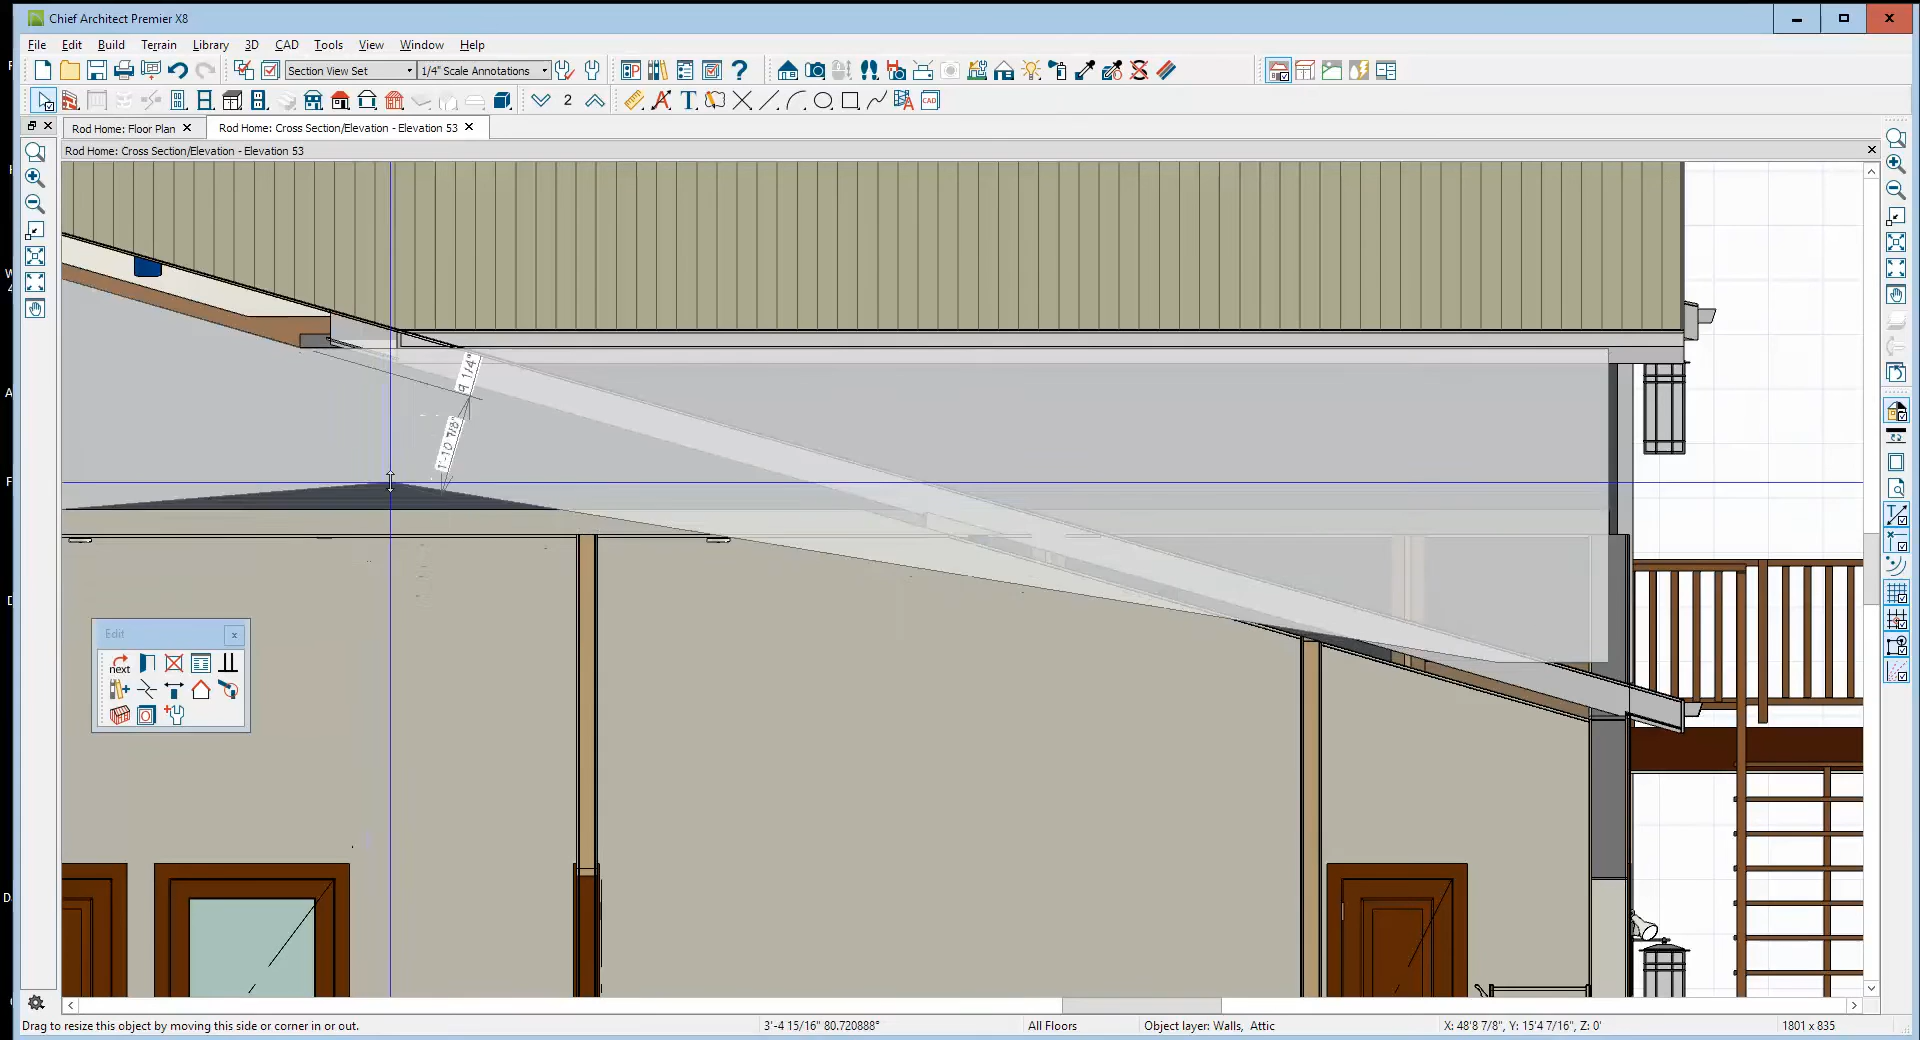 Chief Architect Premier X8
File Edit Build Terrain Library 3D CAD Tools View Window Help
Section View Set 1/4" Scale Annotations
2
CAD
Rod Home: Floor Plan Rod Home: Cross Section/Elevation - Elevation 53
Rod Home: Cross Section/Elevation - Elevation 53
9 1/4"
1'-10 7/8"
Edit
next
Drag to resize this object by moving this side or corner in or out. 3'-4 15/16" 80.720888° All Floors Object layer: Walls, Attic X: 48'8 7/8", Y: 15'4 7/16", Z: 0' 1801 x 835